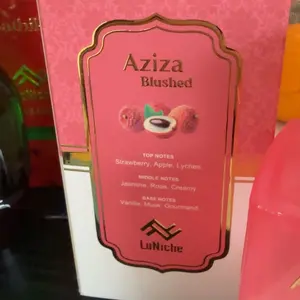 Aziza
Blushed
TOP NOTES
Strawberry, Apple, Lychee
MIDDLE NOTES
Jasmine, Rose, Creamy
BASE NOTES
Vanilla, Musk, Gourmand
LaNiche